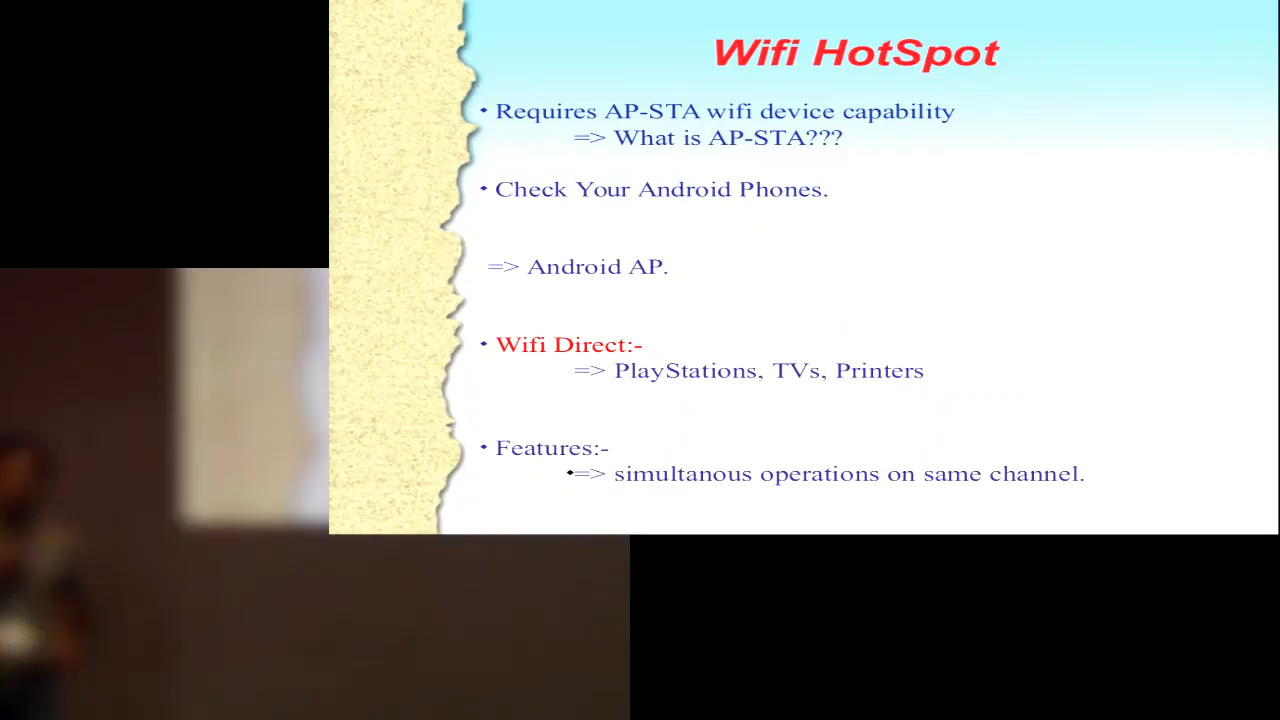 Wifi HotSpot
• Requires AP-STA wifi device capability
=> What is AP-STA???
• Check Your Android Phones.
=> Android AP.
• Wifi Direct:-
=> PlayStations, TVs, Printers
• Features:-
•=> simultanous operations on same channel.